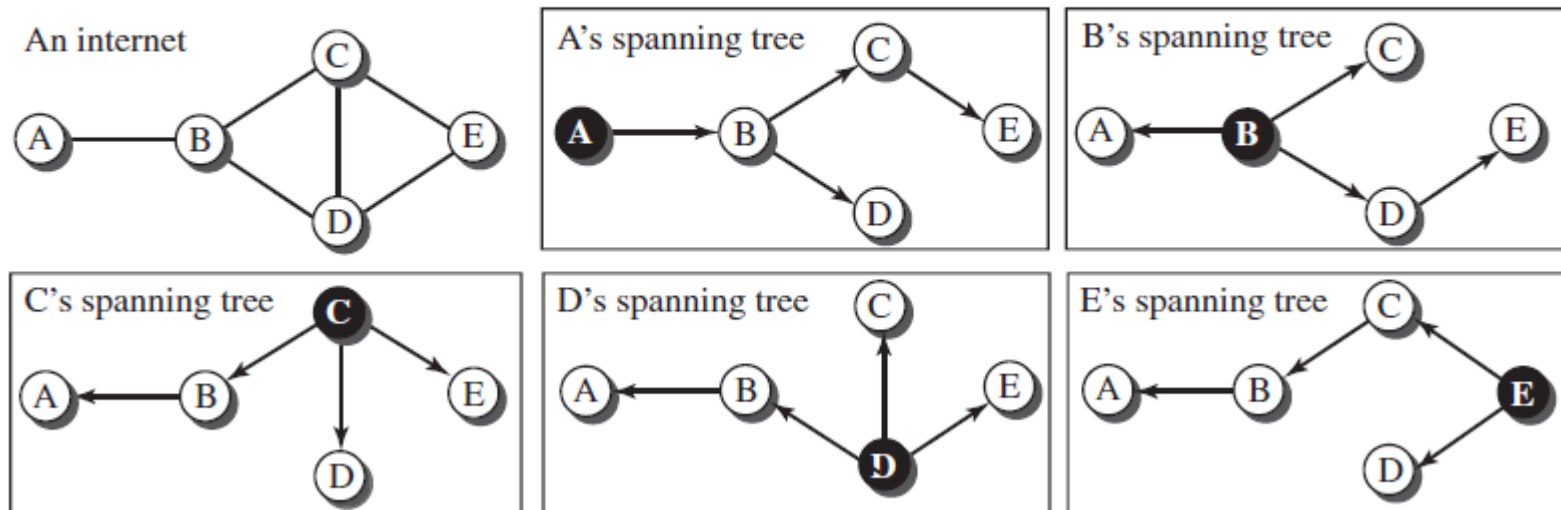 An internet
A
B
C
D
E
A's spanning tree
A
B
C
D
E
B's spanning tree
A
B
C
D
E
C's spanning tree
A
B
C
D
E
D's spanning tree
A
B
C
D
E
E's spanning tree
A
B
C
D
E